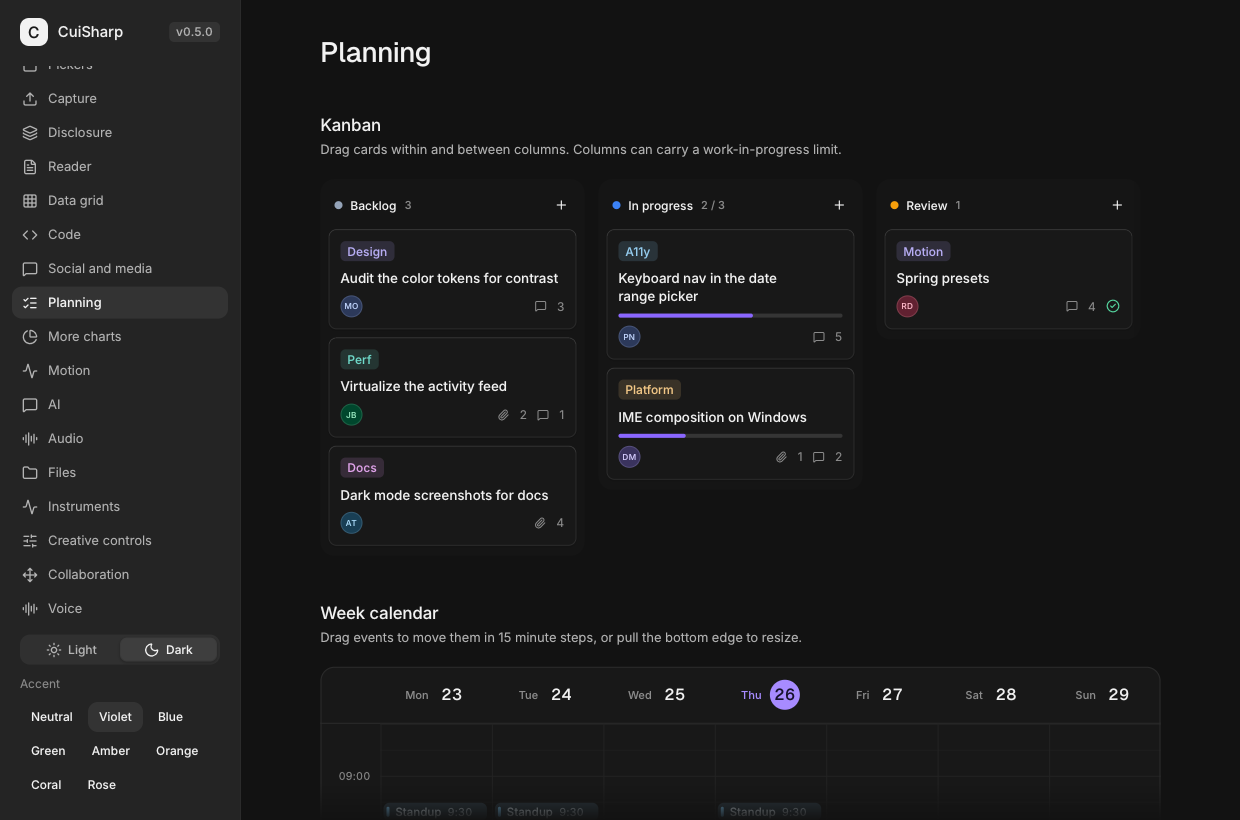 C CuiSharp v0.5.0
Pickers
Capture
Disclosure
Reader
Data grid
Code
Social and media
Planning
More charts
Motion
AI
Audio
Files
Instruments
Creative controls
Collaboration
Voice
Light Dark
Accent
Neutral Violet Blue
Green Amber Orange
Coral Rose
Planning
Kanban
Drag cards within and between columns. Columns can carry a work-in-progress limit.
Backlog 3
Design
Audit the color tokens for contrast
MO 3
Perf
Virtualize the activity feed
JB 2 1
Docs
Dark mode screenshots for docs
AT 4
In progress 2 / 3
A11y
Keyboard nav in the date
range picker
PN 5
Platform
IME composition on Windows
DM 1 2
Review 1
Motion
Spring presets
RD 4
Week calendar
Drag events to move them in 15 minute steps, or pull the bottom edge to resize.
Mon 23 Tue 24 Wed 25 Thu 26 Fri 27 Sat 28 Sun 29
09:00
Standup 9:30 Standup 9:30 Standup 9:30